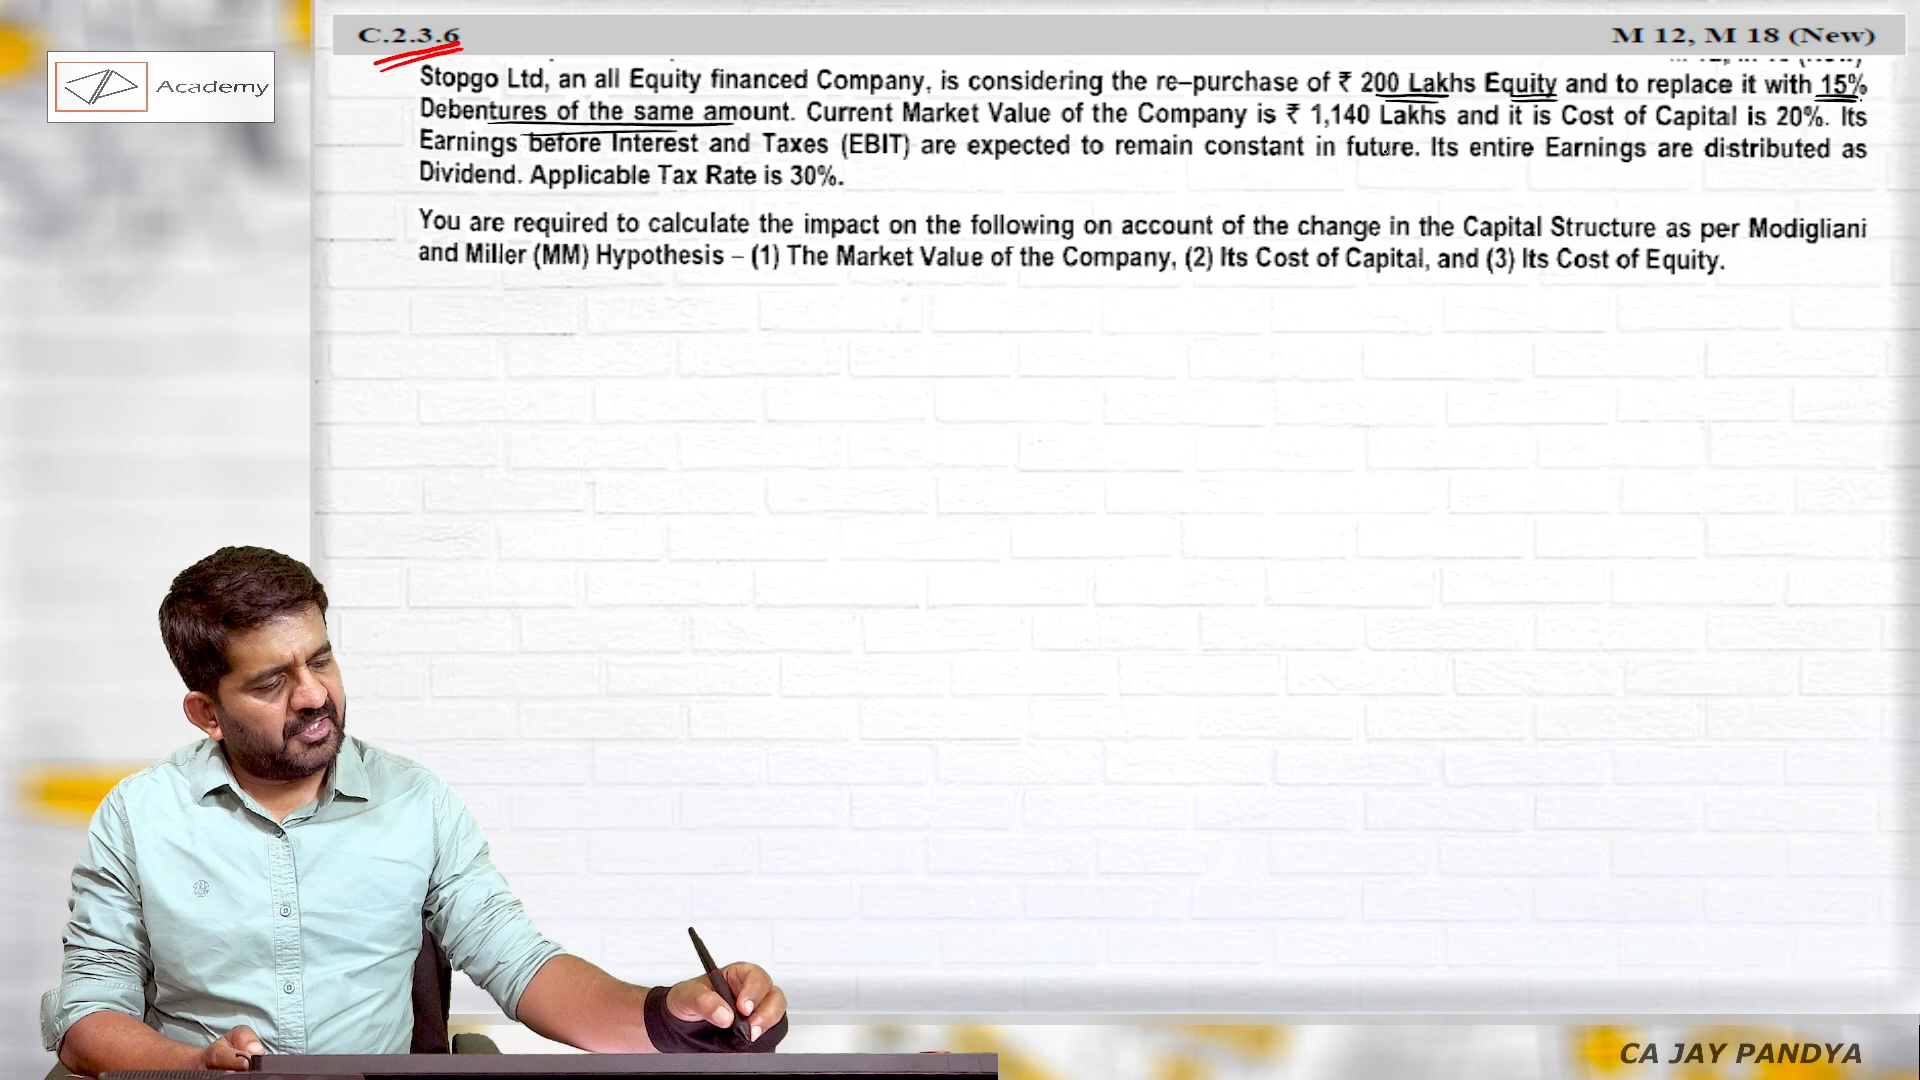 C.2.3.6 M 12, M 18 (New)
Academy
Stopgo Ltd, an all Equity financed Company, is considering the re–purchase of ₹ 200 Lakhs Equity and to replace it with 15%
Debentures of the same amount. Current Market Value of the Company is ₹ 1,140 Lakhs and it is Cost of Capital is 20%. Its
Earnings before Interest and Taxes (EBIT) are expected to remain constant in future. Its entire Earnings are distributed as
Dividend. Applicable Tax Rate is 30%.
You are required to calculate the impact on the following on account of the change in the Capital Structure as per Modigliani
and Miller (MM) Hypothesis – (1) The Market Value of the Company, (2) Its Cost of Capital, and (3) Its Cost of Equity.
CA JAY PANDYA